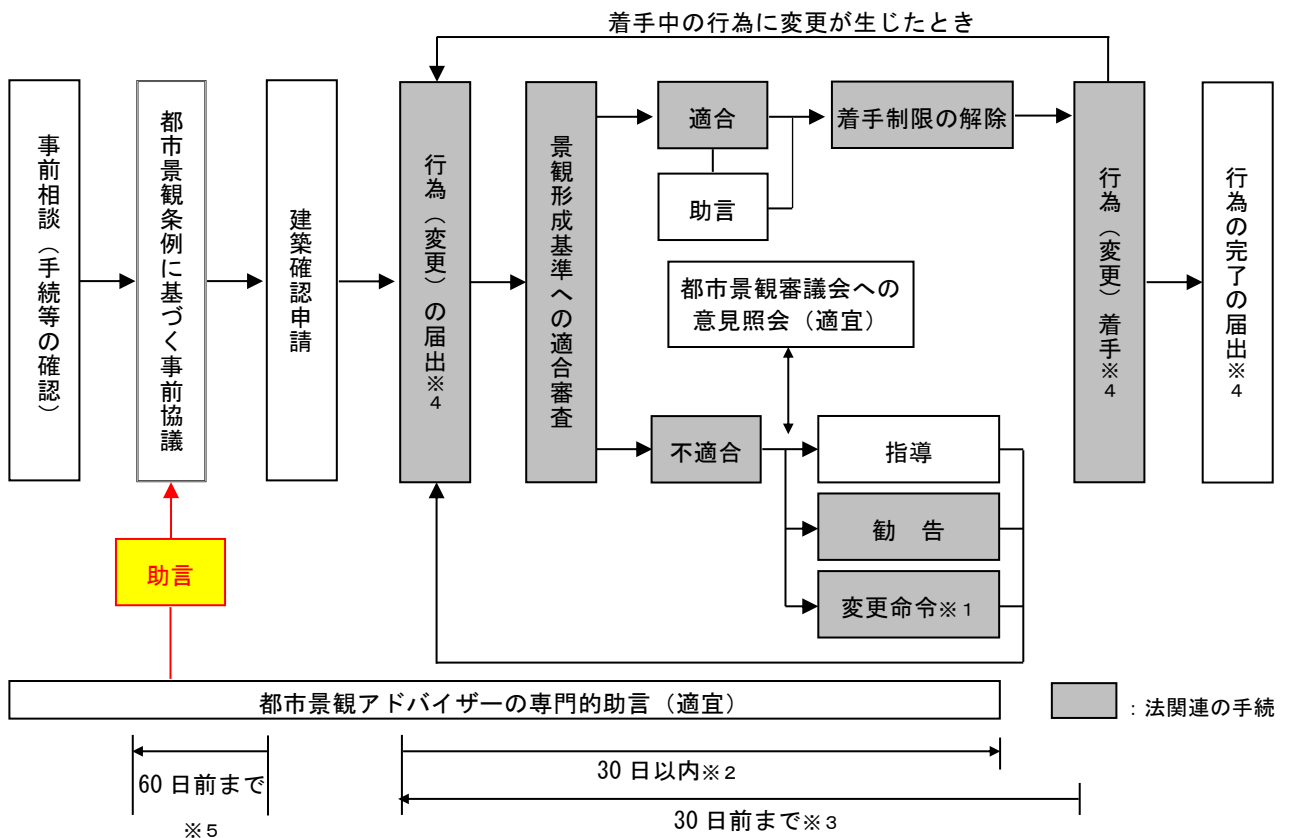 着手中の行為に変更が生じたとき
事前相談（手続等の確認）
都市景観条例に基づく事前協議
建築確認申請
行為（変更）の届出※４
景観形成基準への適合審査
適合
助言
着手制限の解除
都市景観審議会への
意見照会（適宜）
不適合
指導
勧　告
変更命令※１
行為（変更）着手※４
行為の完了の届出※４
助言
都市景観アドバイザーの専門的助言（適宜）
：法関連の手続
60 日前まで
※５
30 日以内※２
30 日前まで※３